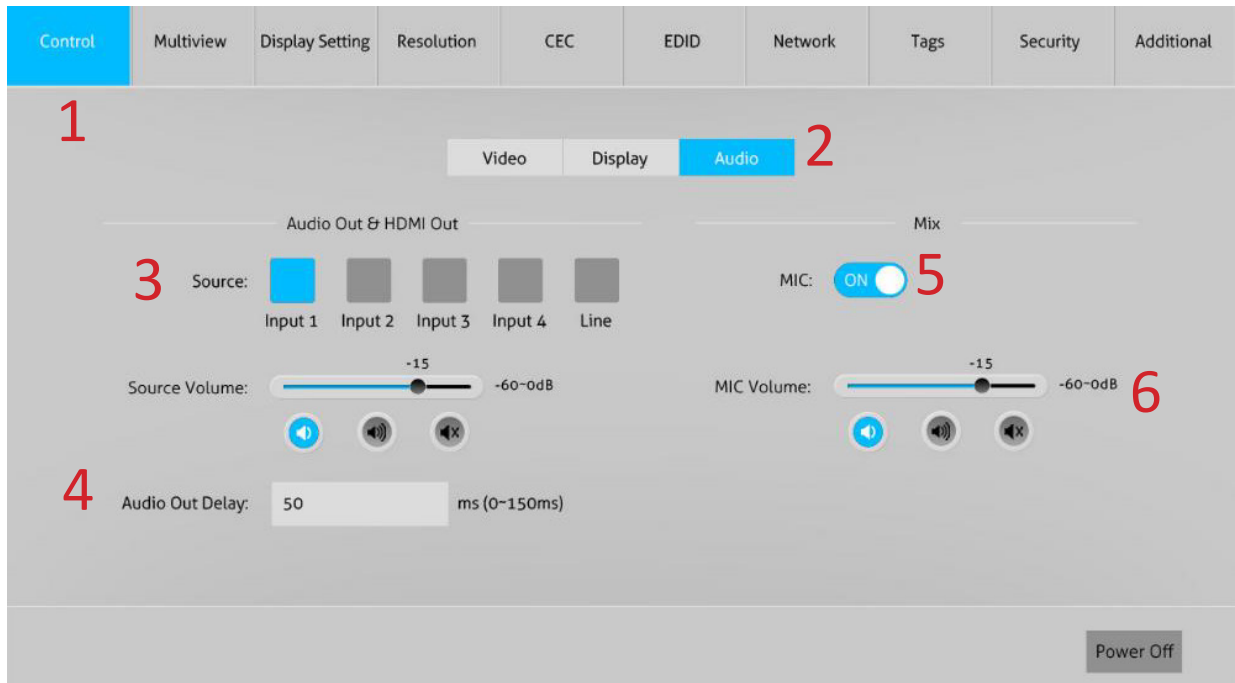 Control Multiview Display Setting Resolution CEC EDID Network Tags Security Additional
1
Video Display Audio 2
Audio Out & HDMI Out Mix
3 Source: MIC: ON 5
Input 1 Input 2 Input 3 Input 4 Line
-15 -15
Source Volume: -60~0dB MIC Volume: -60~0dB 6
4 Audio Out Delay: 50 ms (0~150ms)
Power Off